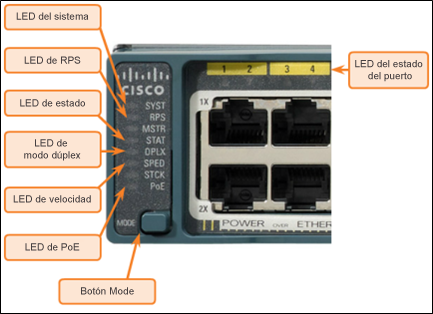 LED del sistema
LED de RPS
LED de estado
LED de
modo dúplex
LED de velocidad
LED de PoE
Botón Mode
CISCO
SYST
RPS
MSTR
STAT
DPLX
SPED
STCK
PoE
MODE
1 2 3 4
1X
2X
POWER OVER ETHER
LED del estado
del puerto